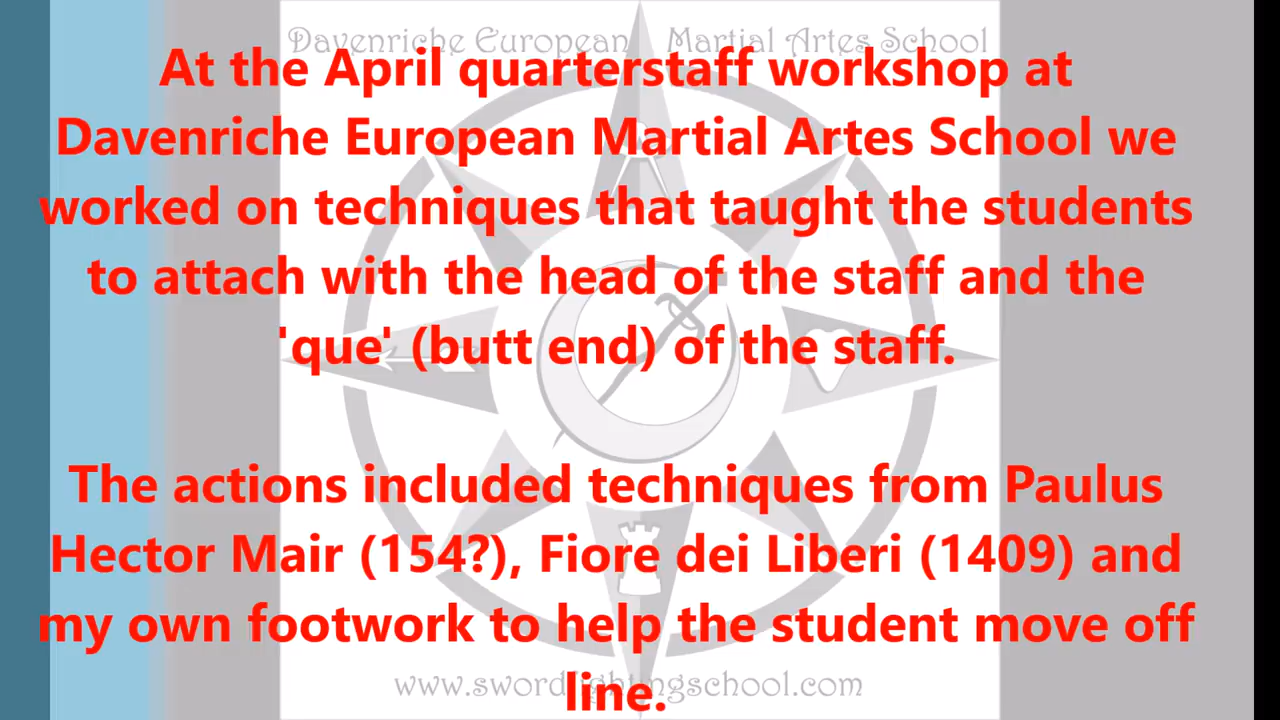 Davenriche European Martial Artes School
At the April quarterstaff workshop at
Davenriche European Martial Artes School we
worked on techniques that taught the students
to attach with the head of the staff and the
'que' (butt end) of the staff.
The actions included techniques from Paulus
Hector Mair (154?), Fiore dei Liberi (1409) and
my own footwork to help the student move off
line.
www.swordfightingschool.com